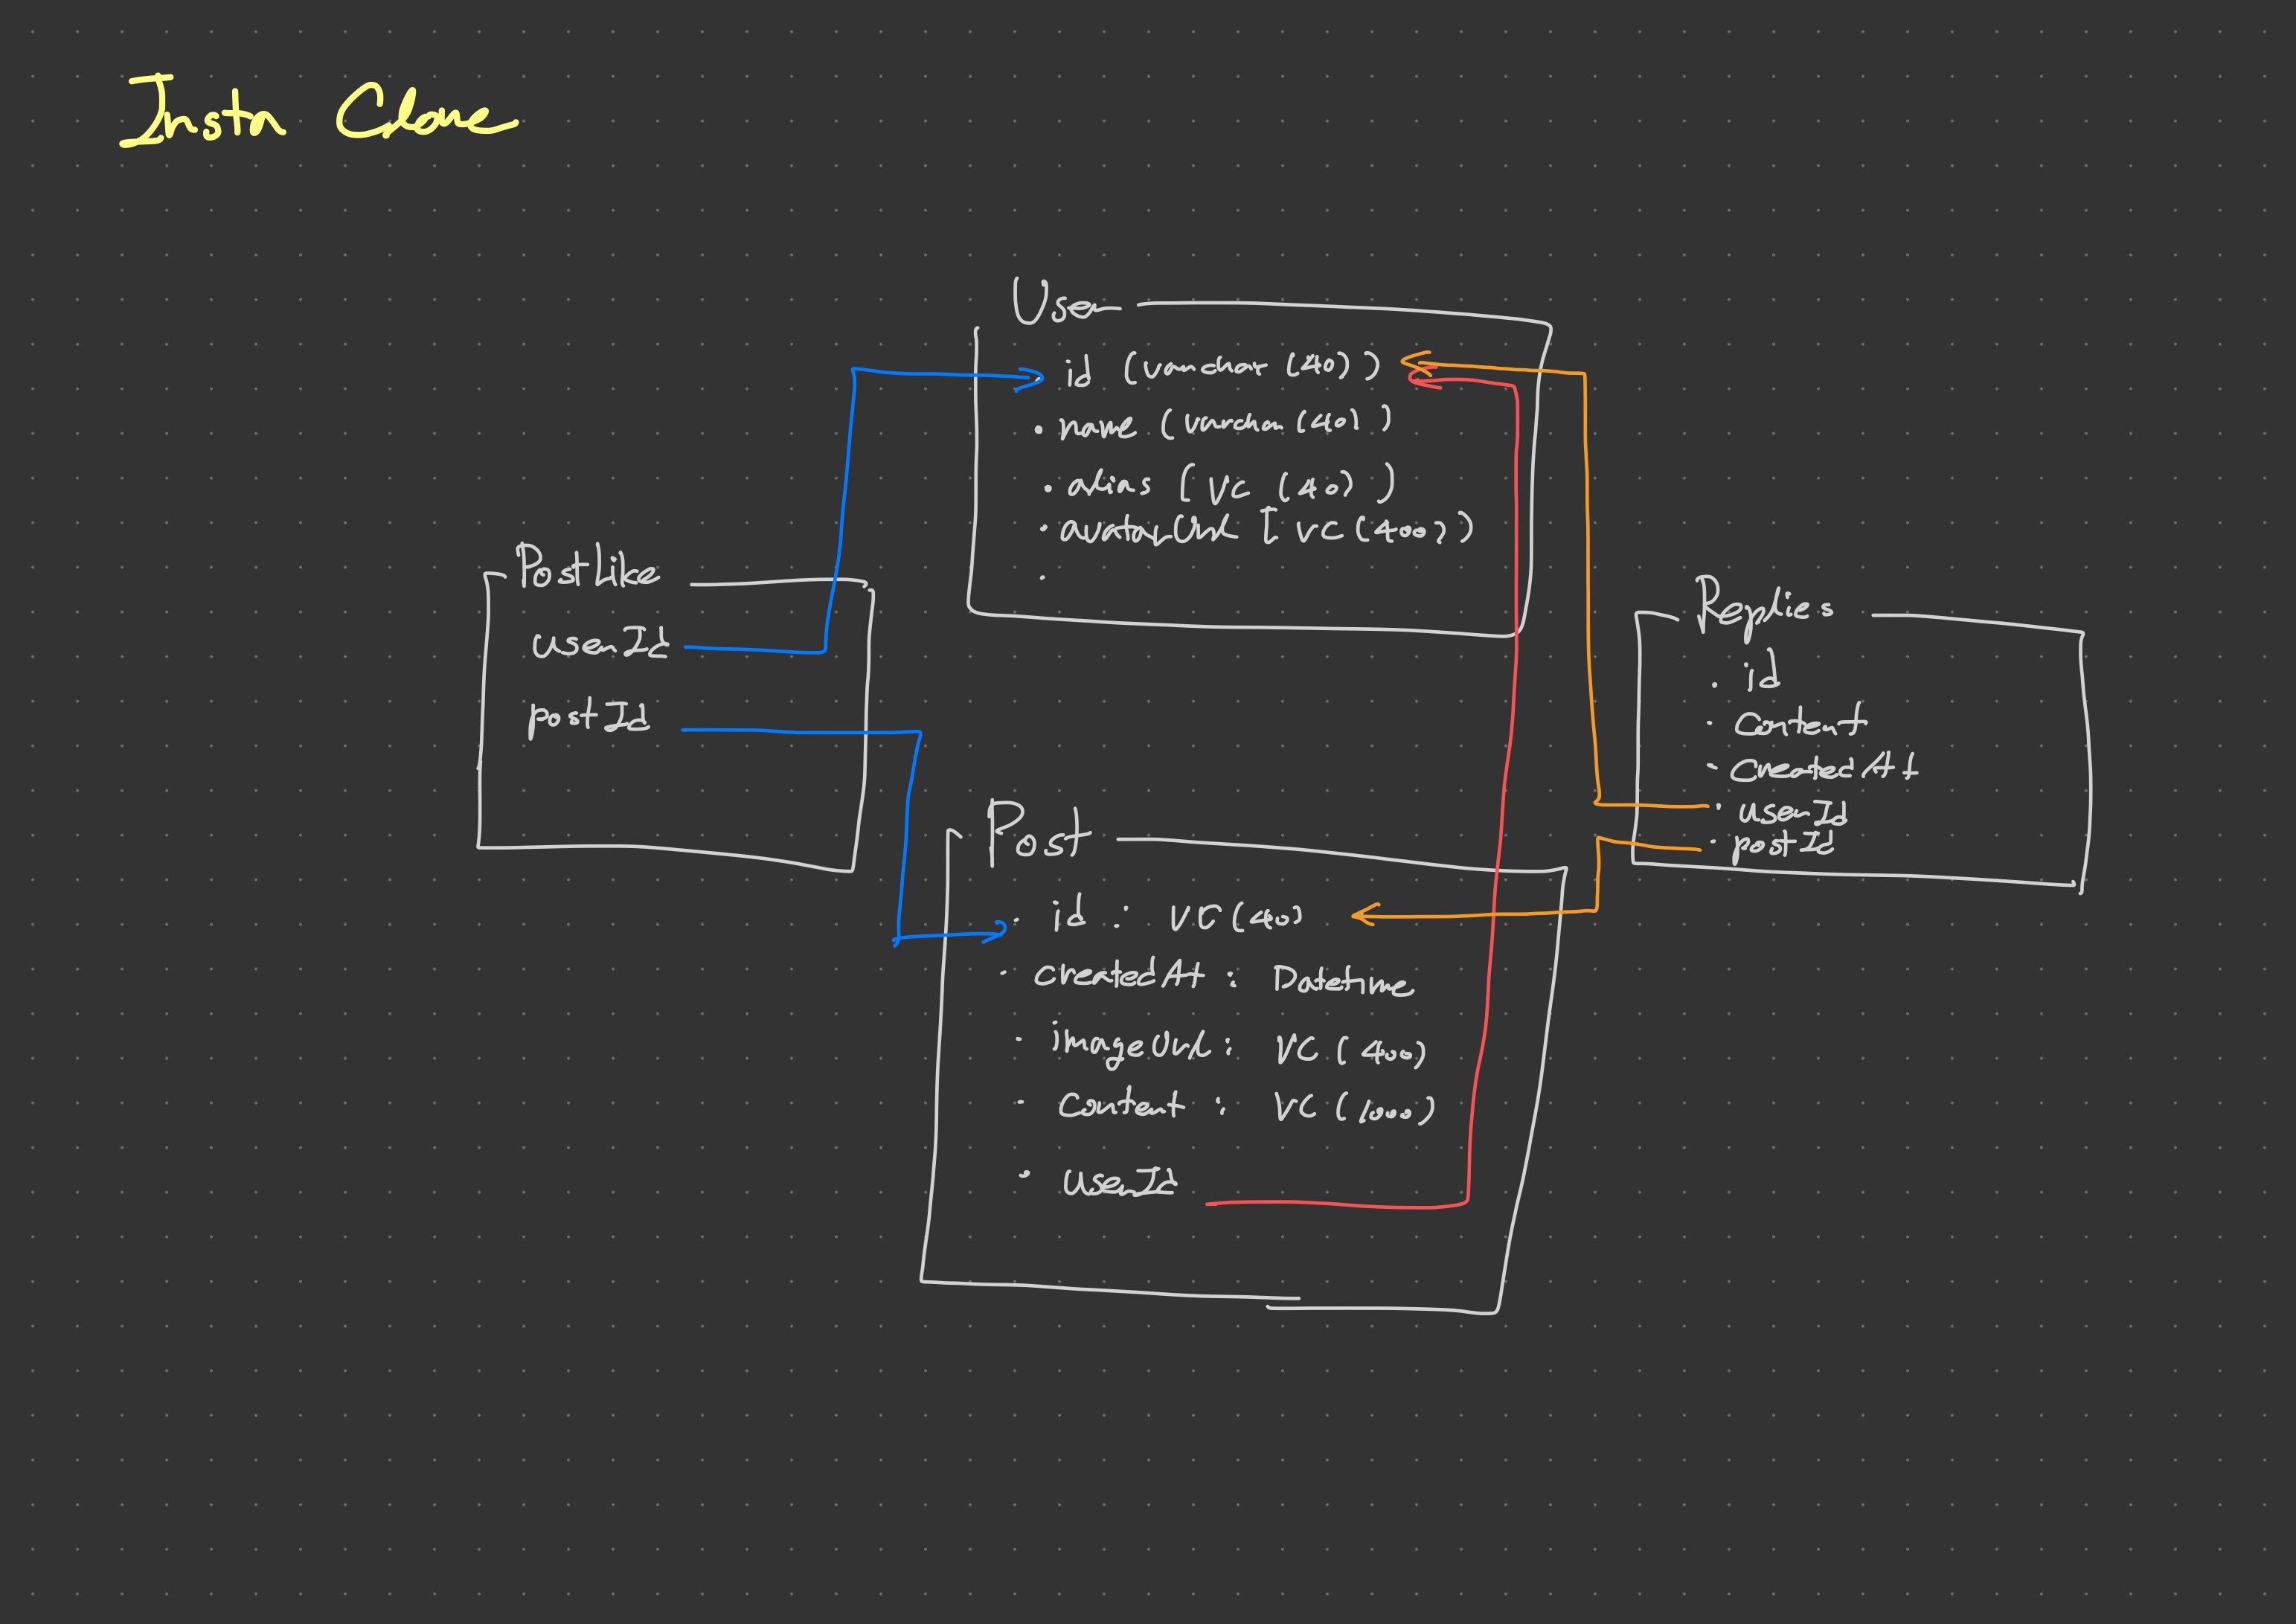 Insta Clone
User
id (Varchar (40))
• name (Varchar (40))
• alias (VC (40))
• (VC (400))
PostLike
userId
postId
Replies
• id
• Content
• CreatedAt
• userId
• postId
Post
• id : VC (40)
• createdAt : Datetime
• imageUrl : VC (400)
• Content : VC (1000)
• userId